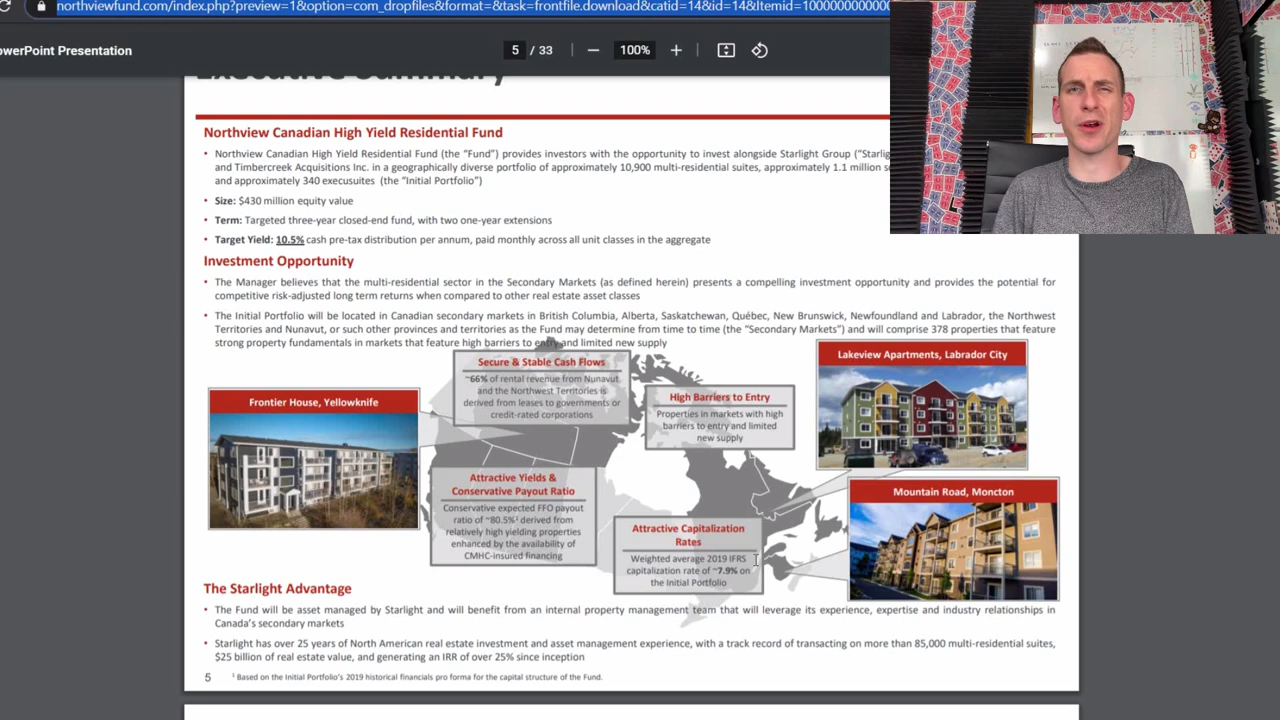 northviewfund.com/index.php?preview=1&option=com_dropfiles&format=&task=frontfile.download&catid=14&id=14&Itemid=1000000000000
PowerPoint Presentation
5 / 33
100%
Executive Summary
Northview Canadian High Yield Residential Fund
• Northview Canadian High Yield Residential Fund (the “Fund”) provides investors with the opportunity to invest alongside Starlight Group
and Timbercreek Acquisitions Inc. in a geographically diverse portfolio of approximately 10,900 multi-residential suites, approximately 1.1 million
and approximately 340 execusuites (the “Initial Portfolio”)
• Size: $430 million equity value
• Term: Targeted three-year closed-end fund, with two one-year extensions
• Target Yield: 10.5% cash pre-tax distribution per annum, paid monthly across all unit classes in the aggregate
Investment Opportunity
• The Manager believes that the multi-residential sector in the Secondary Markets (as defined herein) presents a compelling investment opportunity and provides the potential for
competitive risk-adjusted long term returns when compared to other real estate asset classes
• The Initial Portfolio will be located in Canadian secondary markets in British Columbia, Alberta, Saskatchewan, Québec, New Brunswick, Newfoundland and Labrador, the Northwest
Territories and Nunavut, or such other provinces and territories as the Fund may determine from time to time (the “Secondary Markets”) and will comprise 378 properties that feature
strong property fundamentals in markets that feature high barriers to entry and limited new supply
Frontier House, Yellowknife
Secure & Stable Cash Flows
~66% of rental revenue from Nunavut
and the Northwest Territories is
derived from leases to governments or
credit-rated corporations
High Barriers to Entry
Properties in markets with high
barriers to entry and limited
new supply
Lakeview Apartments, Labrador City
Attractive Yields &
Conservative Payout Ratio
Conservative expected FFO payout
ratio of ~80.5%¹ derived from
relatively high yielding properties
enhanced by the availability of
CMHC-insured financing
Attractive Capitalization
Rates
Weighted average 2019 IFRS
capitalization rate of ~7.9% on
the Initial Portfolio
Mountain Road, Moncton
The Starlight Advantage
• The Fund will be asset managed by Starlight and will benefit from an internal property management team that will leverage its experience, expertise and industry relationships in
Canada’s secondary markets
• Starlight has over 25 years of North American real estate investment and asset management experience, with a track record of transacting on more than 85,000 multi-residential suites,
$25 billion of real estate value, and generating an IRR of over 25% since inception
5
¹ Based on the Initial Portfolio’s 2019 historical financials pro forma for the capital structure of the Fund.